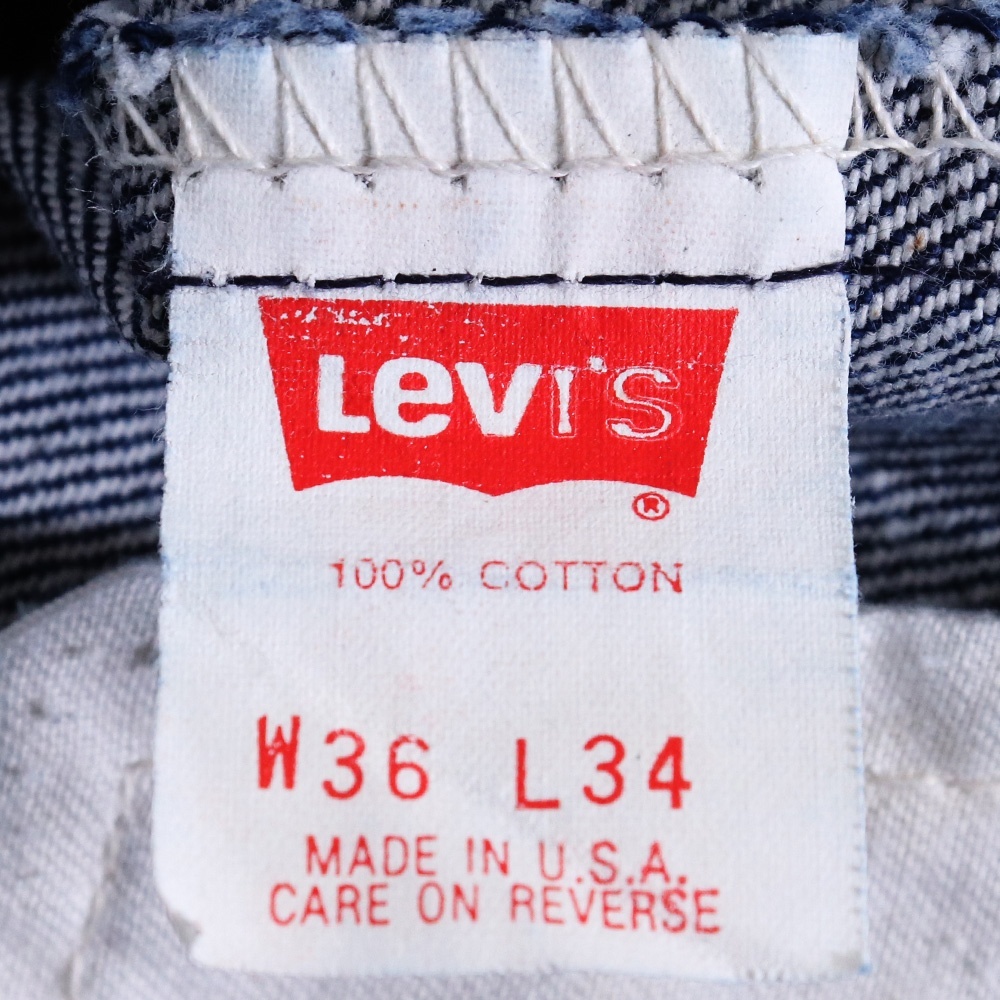 Levi's
®
100% COTTON
W36 L34
MADE IN U.S.A.
CARE ON REVERSE